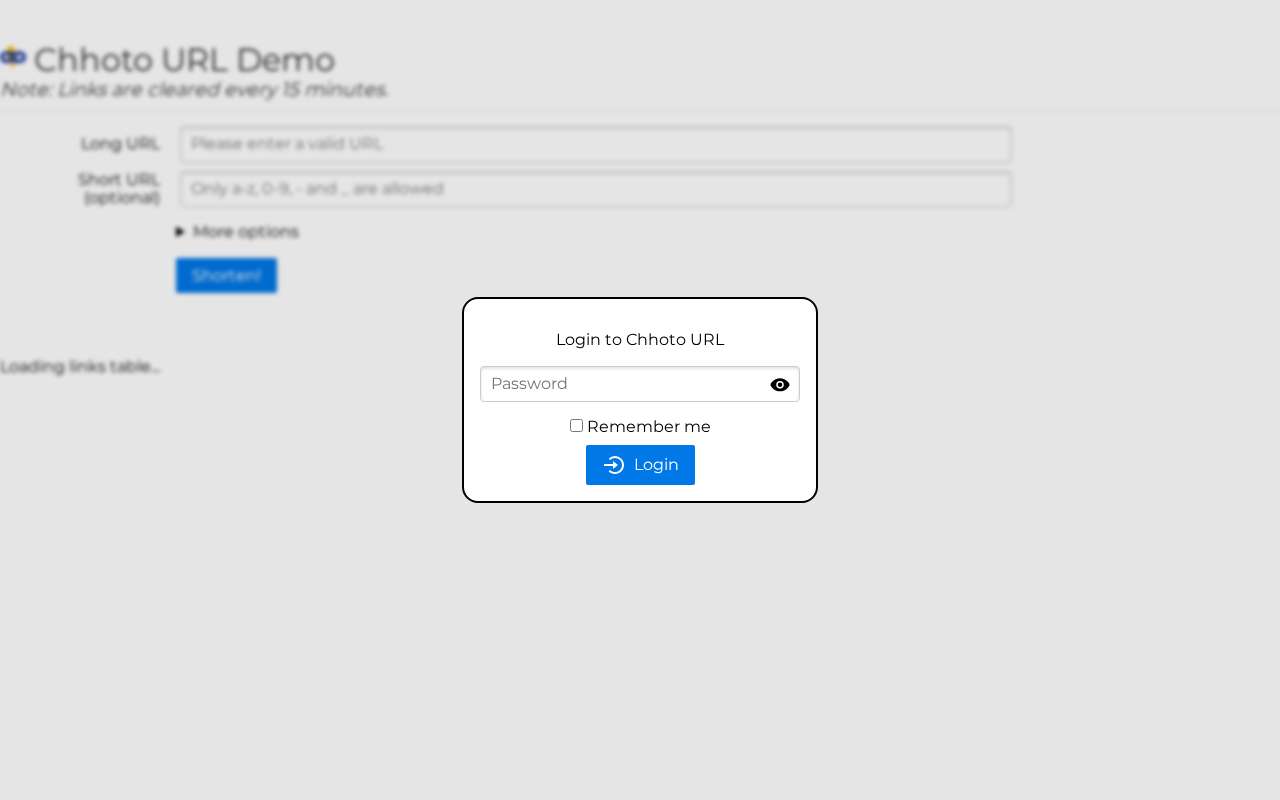 Chhoto URL Demo
Note: Links are cleared every 15 minutes.
Long URL
Please enter a valid URL
Short URL
(optional)
Only a-z, 0-9, - and _ are allowed
More options
Shorten!
Loading links table...
Login to Chhoto URL
Password
Remember me
Login